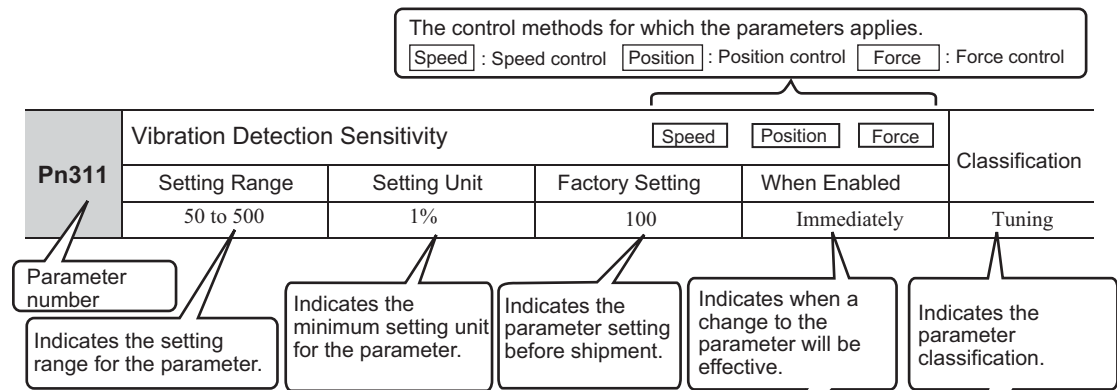 The control methods for which the parameters applies.
Speed : Speed control Position : Position control Force : Force control
Pn311
Vibration Detection Sensitivity Speed Position Force
Classification
Setting Range Setting Unit Factory Setting When Enabled
50 to 500 1% 100 Immediately Tuning
Parameter
number
Indicates the setting
range for the parameter.
Indicates the
minimum setting unit
for the parameter.
Indicates the
parameter setting
before shipment.
Indicates when a
change to the
parameter will be
effective.
Indicates the
parameter
classification.